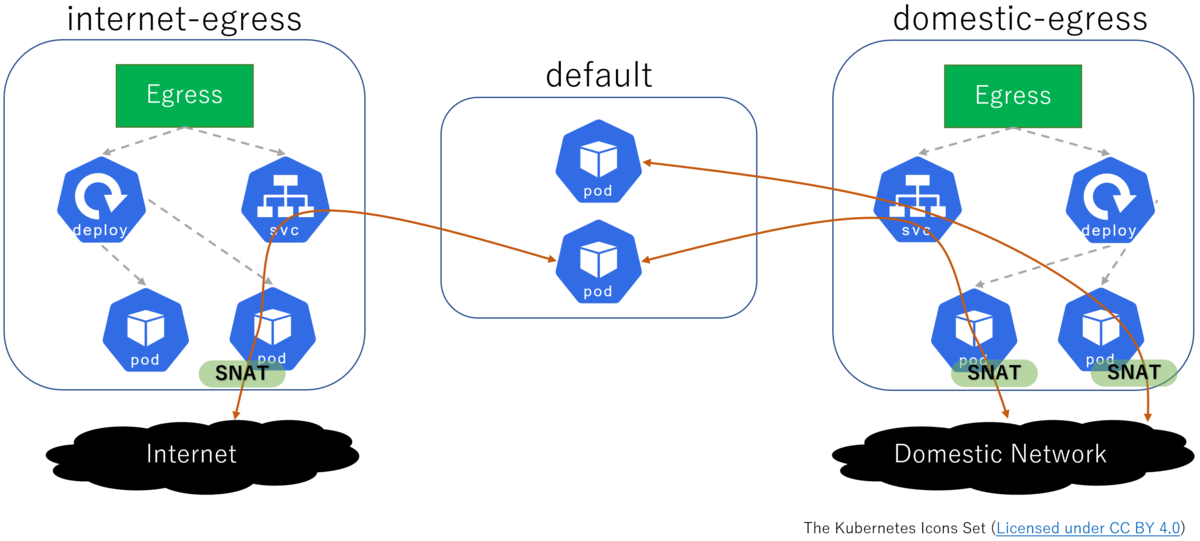 internet-egress
Egress
deploy
svc
pod
pod
SNAT
Internet
default
pod
pod
domestic-egress
Egress
svc
deploy
pod
pod
SNAT
SNAT
Domestic Network
The Kubernetes Icons Set (Licensed under CC BY 4.0)